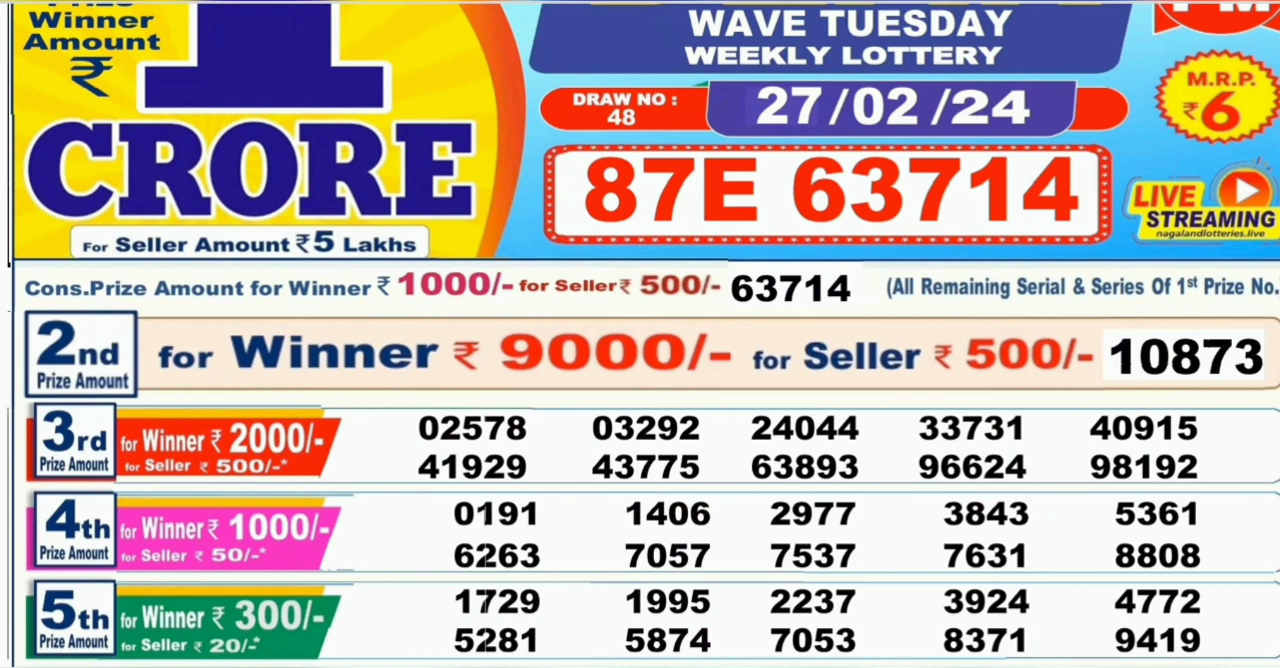 Winner
Amount
₹
1
CRORE
For Seller Amount ₹5 Lakhs
WAVE TUESDAY
WEEKLY LOTTERY
DRAW NO :
48
27/02/24
87E 63714
PM
M.R.P.
₹6
LIVE
STREAMING
nagalandlotteries.live
Cons.Prize Amount for Winner ₹ 1000/- for Seller ₹ 500/- 63714 (All Remaining Serial & Series Of 1st Prize No.
2nd
Prize Amount
for Winner ₹ 9000/- for Seller ₹ 500/- 10873
3rd
Prize Amount
for Winner ₹ 2000/-
for Seller ₹ 500/-*
02578 03292 24044 33731 40915
41929 43775 63893 96624 98192
4th
Prize Amount
for Winner ₹ 1000/-
for Seller ₹ 50/-*
0191 1406 2977 3843 5361
6263 7057 7537 7631 8808
5th
Prize Amount
for Winner ₹ 300/-
for Seller ₹ 20/-*
1729 1995 2237 3924 4772
5281 5874 7053 8371 9419